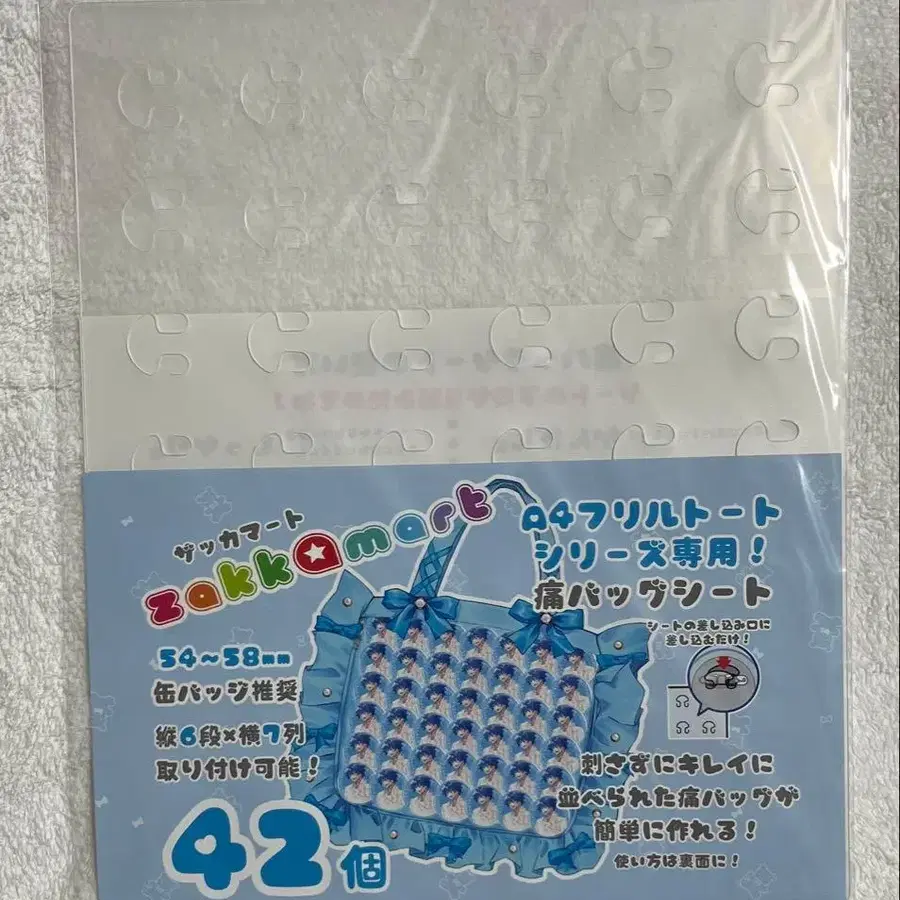 ザッカマート
zakkamart
A4フリルトート
シリーズ専用！
痛バッグシート
シートの差し込み口に
差し込むだけ！
54～58mm
缶バッジ推奨
縦6段×横7列
取り付け可能！
42個
刺さずにキレイに
並べられた痛バッグが
簡単に作れる！
使い方は裏面に！